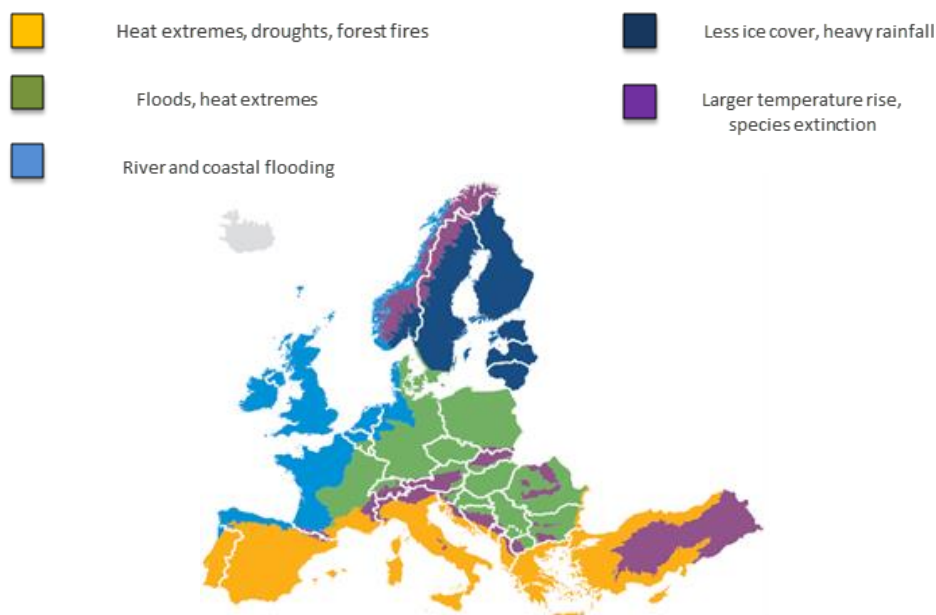 Heat extremes, droughts, forest fires
Floods, heat extremes
River and coastal flooding
Less ice cover, heavy rainfall
Larger temperature rise,
species extinction